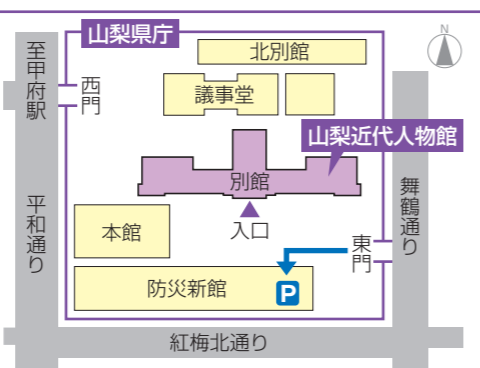 山梨県庁
N
北別館
至甲府駅
西門
議事堂
山梨近代人物館
別館
舞鶴通り
平和通り
本館
入口
東門
防災新館
P
紅梅北通り